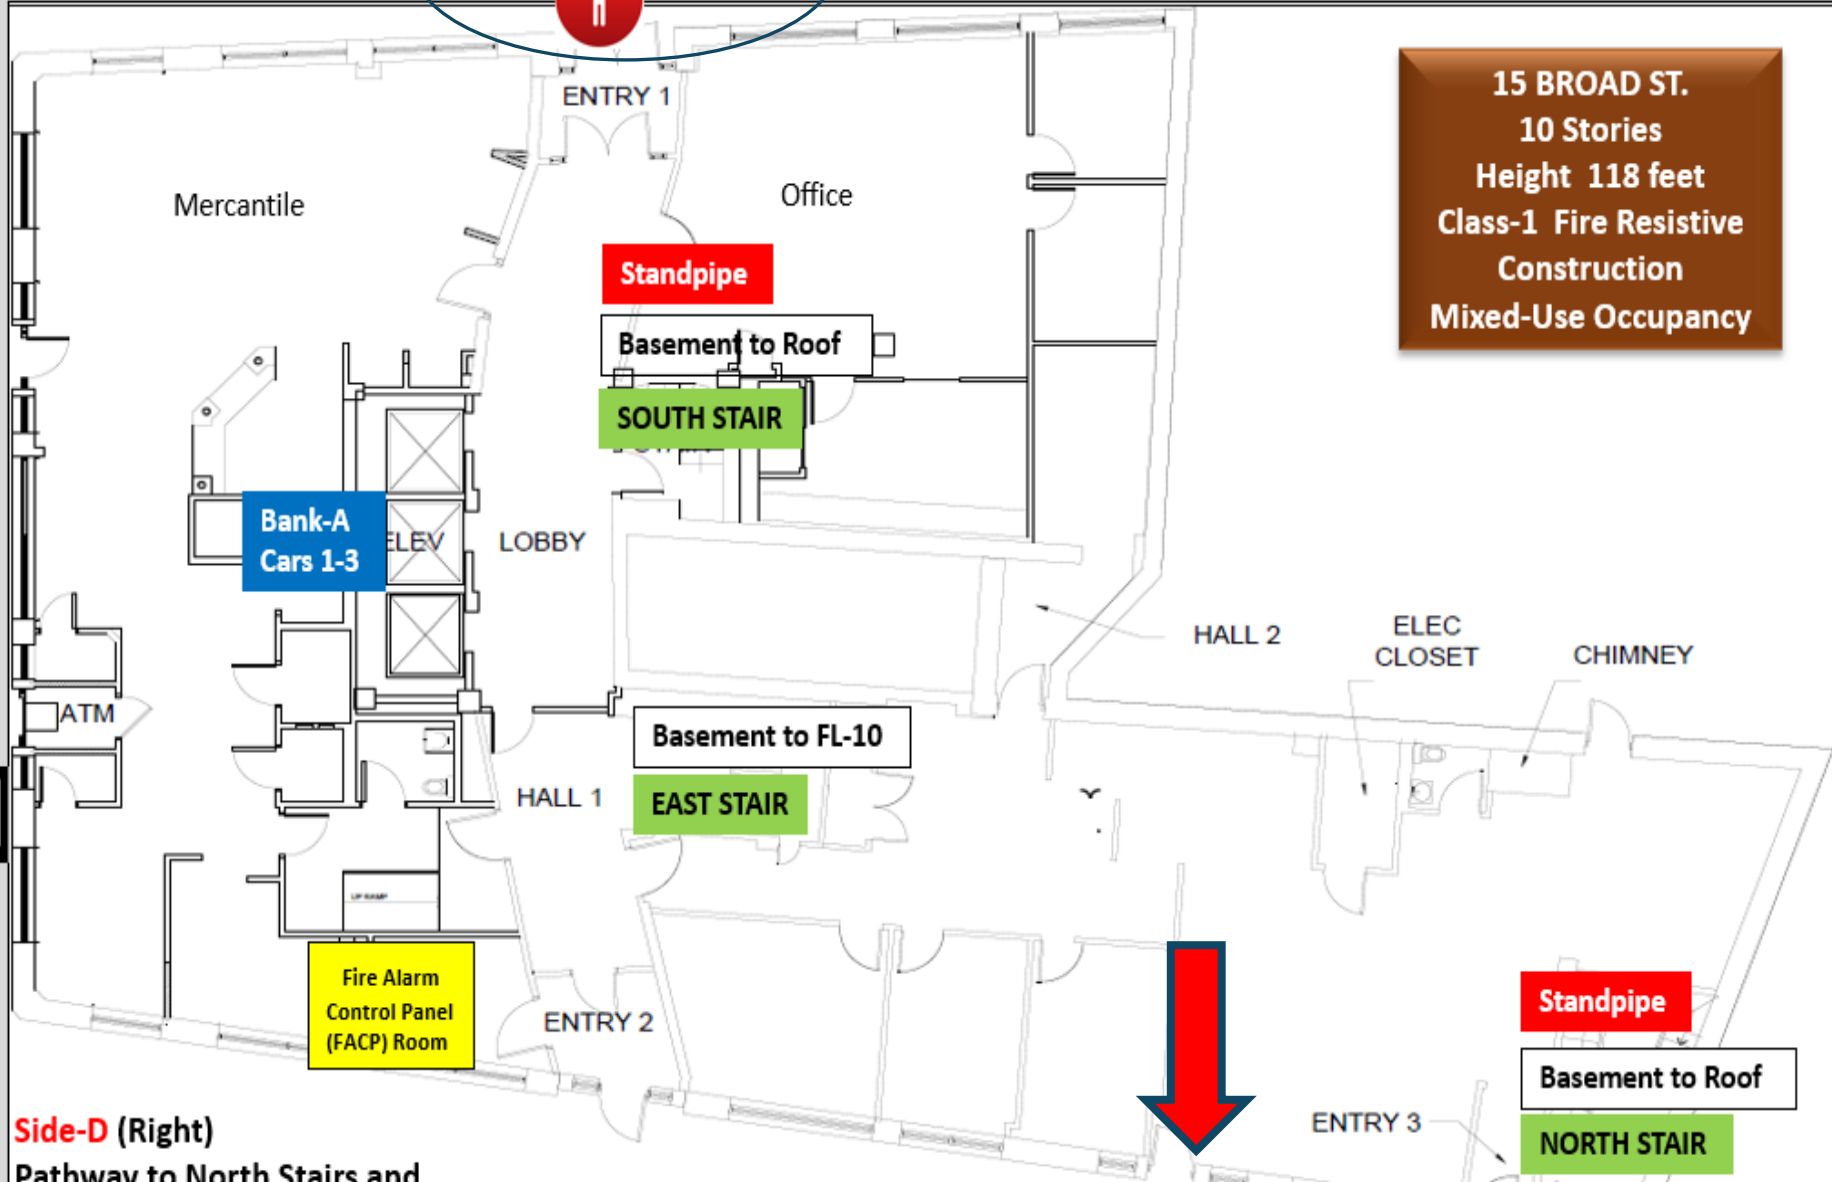 H
ENTRY 1
15 BROAD ST.
10 Stories
Height 118 feet
Class-1 Fire Resistive
Construction
Mixed-Use Occupancy
Mercantile
Office
Standpipe
Basement to Roof
SOUTH STAIR
Bank-A
Cars 1-3
ELEV
LOBBY
HALL 2
ELEC
CLOSET
CHIMNEY
ATM
Basement to FL-10
HALL 1
EAST STAIR
UP RAMP
Fire Alarm
Control Panel
(FACP) Room
ENTRY 2
Standpipe
Basement to Roof
ENTRY 3
NORTH STAIR
Side-D (Right)
Pathway to North Stairs and